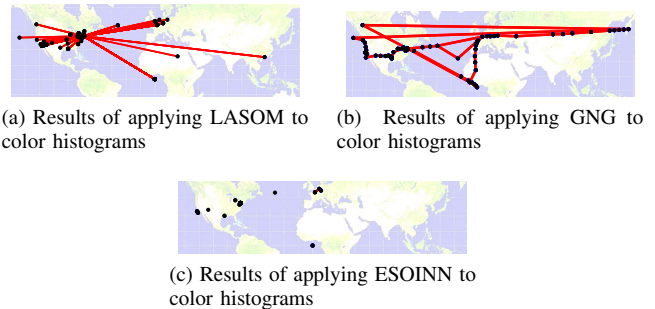 (a) Results of applying LASOM to
color histograms
(b) Results of applying GNG to
color histograms
(c) Results of applying ESOINN to
color histograms